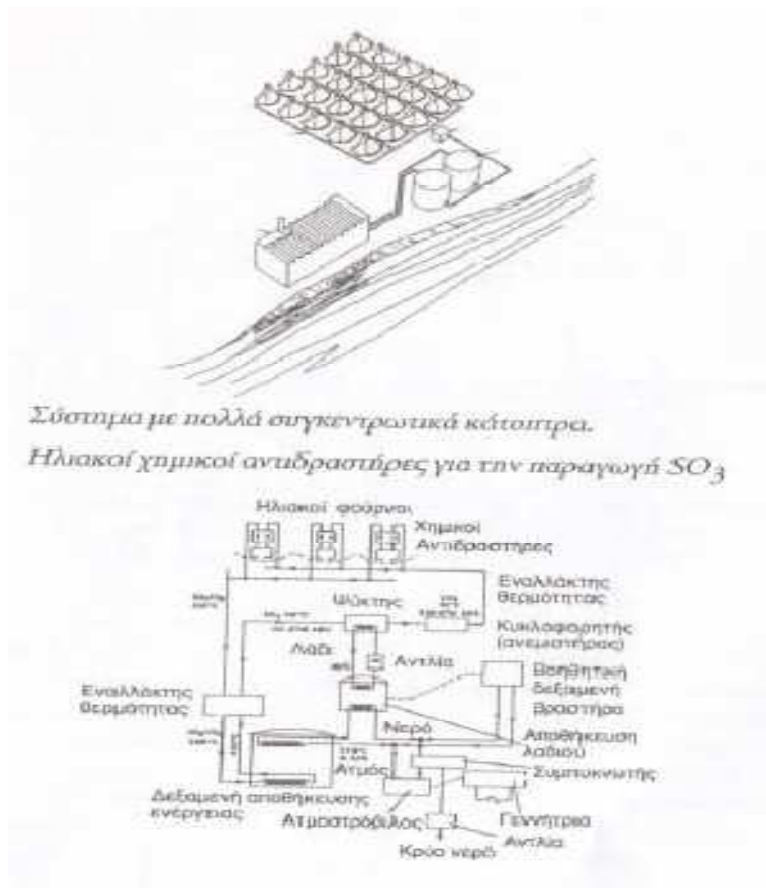 Σύστημα με πολλά συγκεντρωτικά κάτοπτρα.
Ηλιακοί χημικοί αντιδραστήρες για την παραγωγή SO3
Ηλιακοί φούρνοι
Χημικοί
Αντιδραστήρες
Εναλλάκτης
θερμότητας
Ψύκτης
Κυκλοφορητής
(ανεμιστήρας)
Λάδι
Αντλία
Βοηθητική
δεξαμενή
βραστήρα
Εναλλάκτης
θερμότητας
Νερό
Αποθήκευση
λαδιού
Ατμός
Συμπυκνωτής
Δεξαμενή αποθήκευσης
ενέργειας
Ατμοστρόβιλος
Γεννήτρια
Αντλία
Κρύο νερό